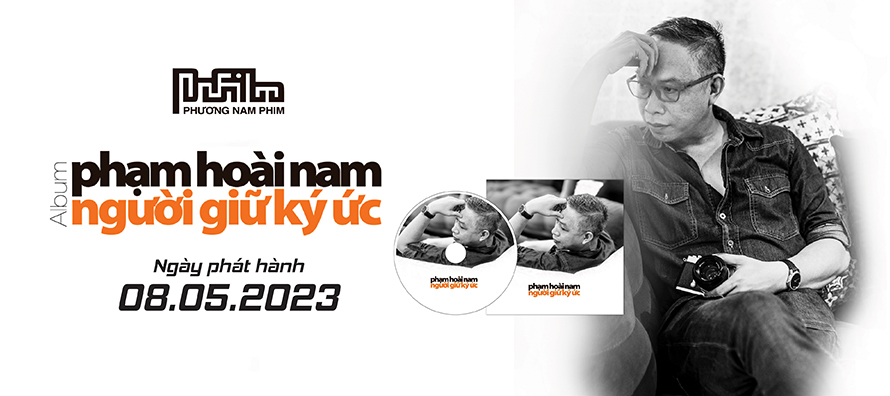 PHƯƠNG NAM PHIM
Album
phạm hoài nam
người giữ ký ức
Ngày phát hành
08.05.2023
phạm hoài nam
người giữ ký ức
phạm hoài nam
người giữ ký ức